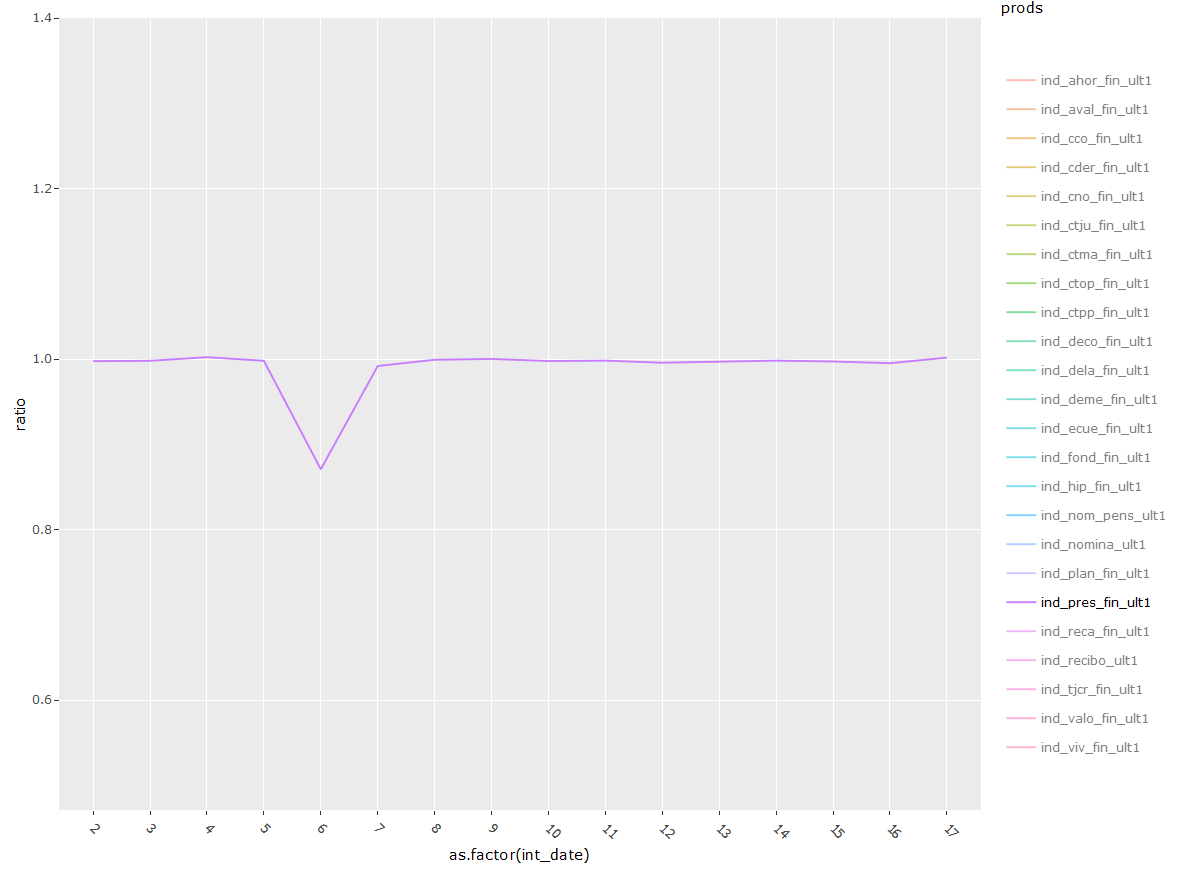 prods
1.4
1.2
1.0
0.8
0.6
ratio
2 3 4 5 6 7 8 9 10 11 12 13 14 15 16 17
as.factor(int_date)
ind_ahor_fin_ult1
ind_aval_fin_ult1
ind_cco_fin_ult1
ind_cder_fin_ult1
ind_cno_fin_ult1
ind_ctju_fin_ult1
ind_ctma_fin_ult1
ind_ctop_fin_ult1
ind_ctpp_fin_ult1
ind_deco_fin_ult1
ind_dela_fin_ult1
ind_deme_fin_ult1
ind_ecue_fin_ult1
ind_fond_fin_ult1
ind_hip_fin_ult1
ind_nom_pens_ult1
ind_nomina_ult1
ind_plan_fin_ult1
ind_pres_fin_ult1
ind_reca_fin_ult1
ind_recibo_ult1
ind_tjcr_fin_ult1
ind_valo_fin_ult1
ind_viv_fin_ult1